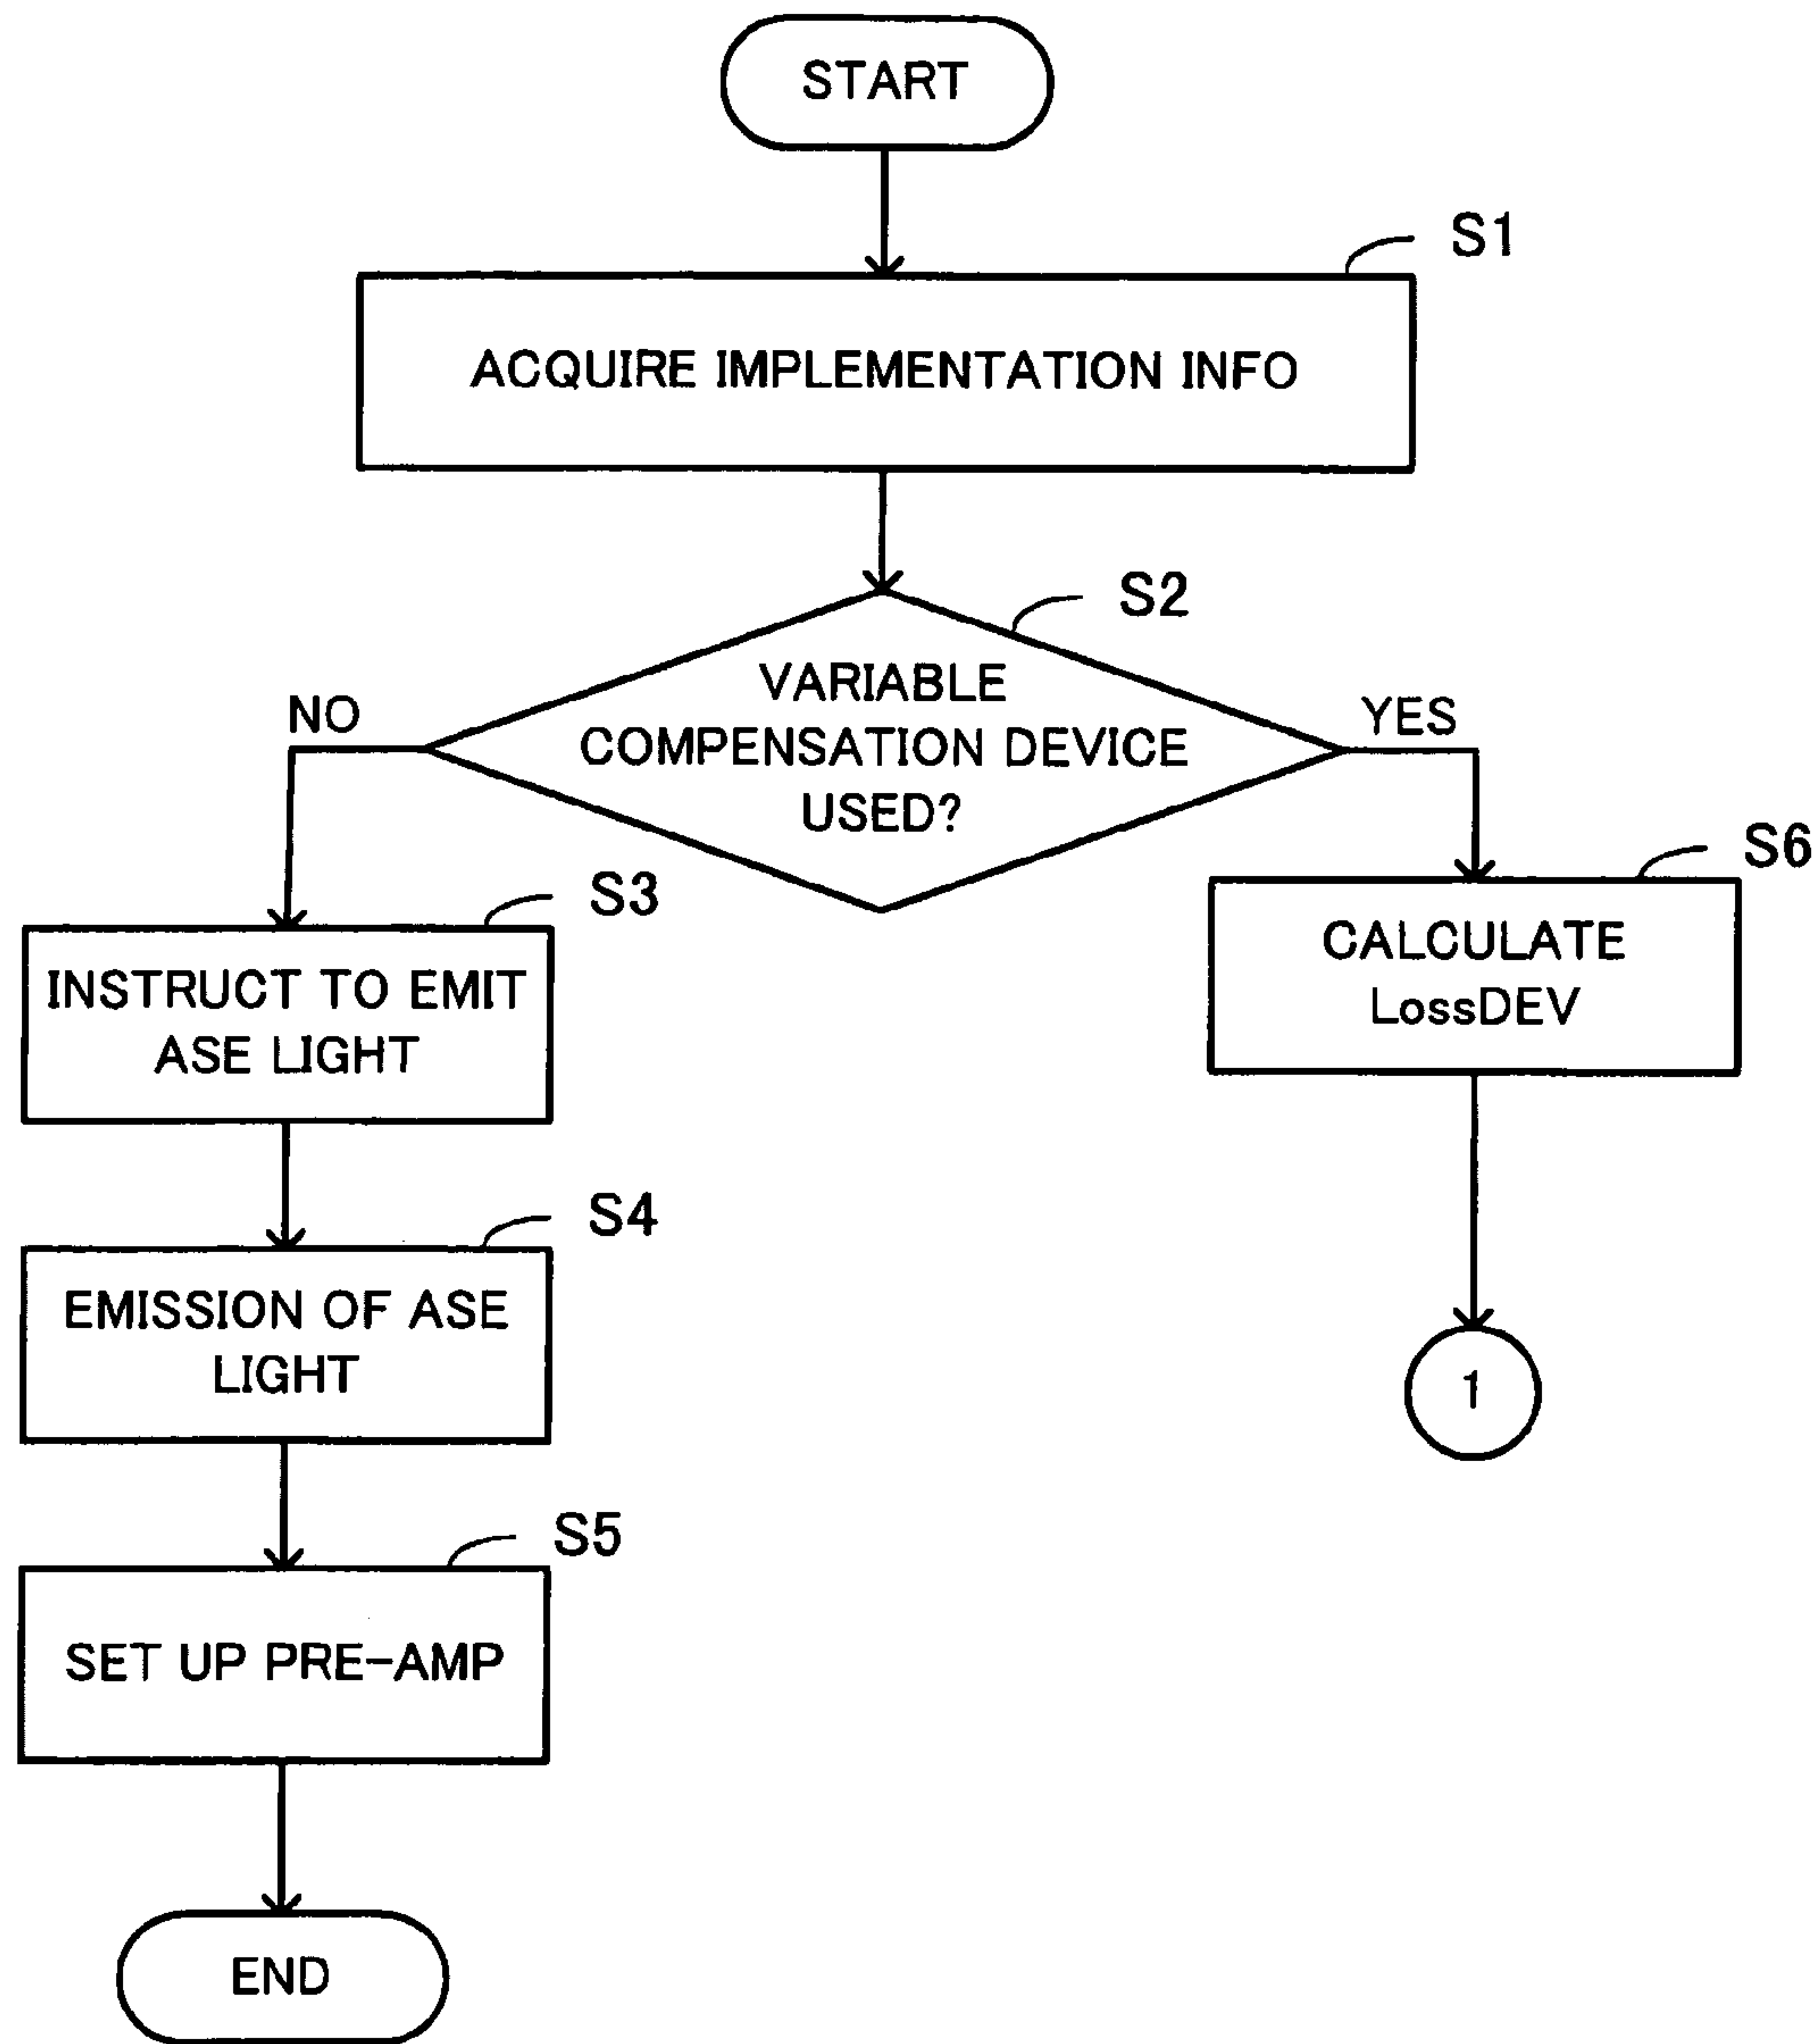 START
S1
ACQUIRE IMPLEMENTATION INFO
S2
VARIABLE
COMPENSATION DEVICE
USED?
NO
YES
S3
INSTRUCT TO EMIT
ASE LIGHT
S6
CALCULATE
LossDEV
S4
EMISSION OF ASE
LIGHT
1
S5
SET UP PRE-AMP
END